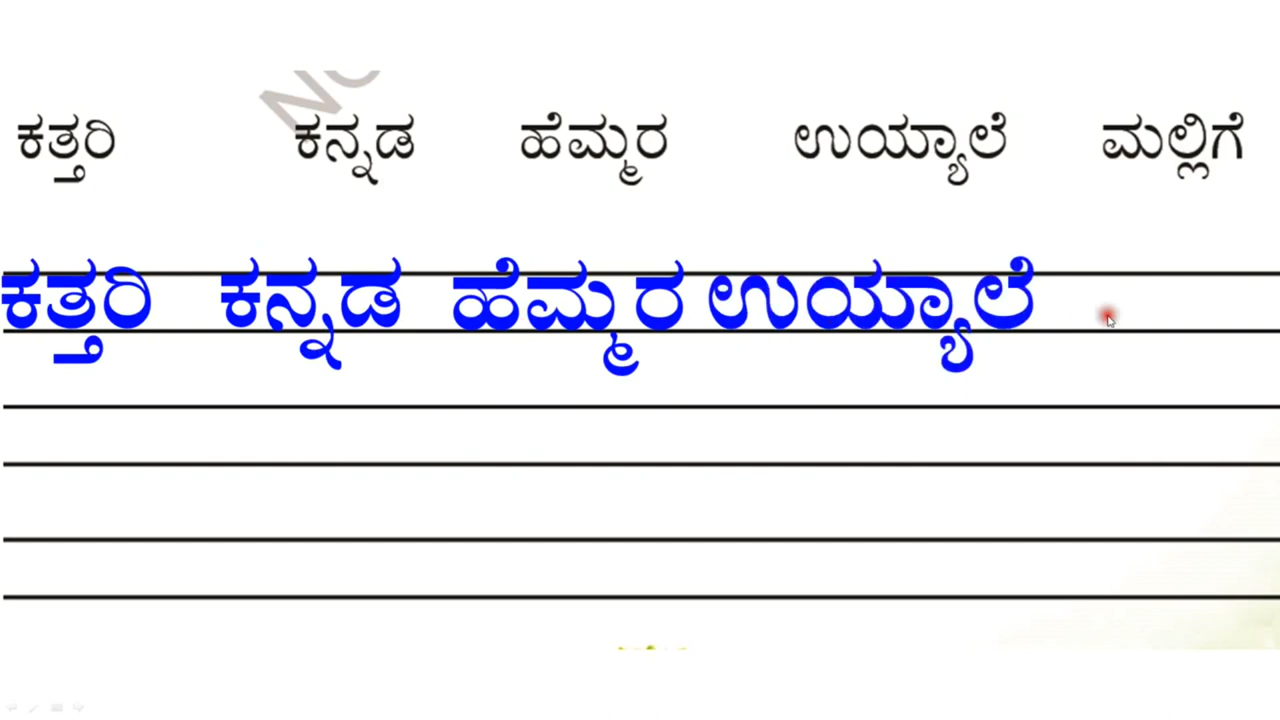 ಕತ್ತರಿ ಕನ್ನಡ ಹೆಮ್ಮರ ಉಯ್ಯಾಲೆ ಮಲ್ಲಿಗೆ
ಕತ್ತರಿ ಕನ್ನಡ ಹೆಮ್ಮರ ಉಯ್ಯಾಲೆ